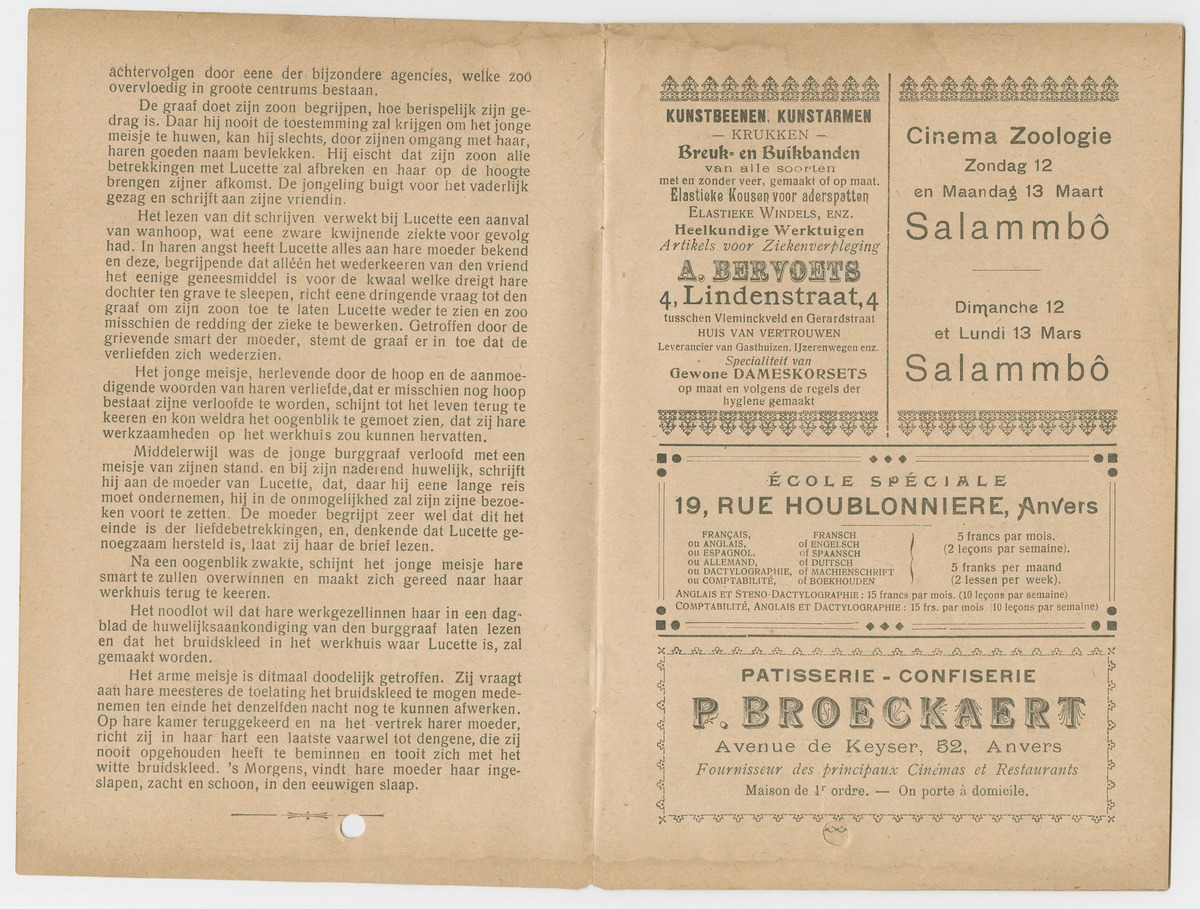 achtervolgen door eene der bijzondere agencies, welke zoo
overvloedig in groote centrums bestaan.
De graaf doet zijn zoon begrijpen, hoe berispelijk zijn ge-
drag is. Daar hij nooit de toestemming zal krijgen om het jonge
meisje te huwen, kan hij slechts, door zijnen omgang met haar,
haren goeden naam bevlekken. Hij eischt dat zijn zoon alle
betrekkingen met Lucette zal afbreken en haar op de hoogte
brengen zijner afkomst. De jongeling buigt voor het vaderlijk
gezag en schrijft aan zijne vriendin.
Het lezen van dit schrijven verwekt bij Lucette een aanval
van wanhoop, wat eene zware kwijnende ziekte voor gevolg
had. In haren angst heeft Lucette alles aan hare moeder bekend
en deze, begrijpende dat alléén het wederkeeren van den vriend
het eenige geneesmiddel is voor de kwaal welke dreigt hare
dochter ten grave te sleepen, richt eene dringende vraag tot den
graaf om zijn zoon toe te laten Lucette weder te zien en zoo
misschien de redding der zieke te bewerken. Getroffen door de
grievende smart der moeder, stemt de graaf er in toe dat de
verliefden zich wederzien.
Het jonge meisje, herlevende door de hoop en de aanmoe-
digende woorden van haren verliefde,dat er misschien nog hoop
bestaat zijne verloofde te worden, schijnt tot het leven terug te
keeren en kon weldra het oogenblik te gemoet zien, dat zij hare
werkzaamheden op het werkhuis zou kunnen hervatten.
Middelerwijl was de jonge burggraaf verloofd met een
meisje van zijnen stand. en bij zijn naderend huwelijk, schrijft
hij aan de moeder van Lucette, dat, daar hij eene lange reis
moet ondernemen, hij in de onmogelijkhed zal zijn zijne bezoe-
ken voort te zetten. De moeder begrijpt zeer wel dat dit het
einde is der liefdebetrekkingen, en, denkende dat Lucette ge-
noegzaam hersteld is, laat zij haar de brief lezen.
Na een oogenblik zwakte, schijnt het jonge meisje hare
smart te zullen overwinnen en maakt zich gereed naar haar
werkhuis terug te keeren.
Het noodlot wil dat hare werkgezellinnen haar in een dag-
blad de huwelijksaankondiging van den burggraaf laten lezen
en dat het bruidskleed in het werkhuis waar Lucette is, zal
gemaakt worden.
Het arme meisje is ditmaal doodelijk getroffen. Zij vraagt
aan hare meesteres de toelating het bruidskleed te mogen mede-
nemen ten einde het denzelfden nacht nog te kunnen afwerken.
Op hare kamer teruggekeerd en na het vertrek harer moeder,
richt zij in haar hart een laatste vaarwel tot dengene, die zij
nooit opgehouden heeft te beminnen en tooit zich met het
witte bruidskleed. 's Morgens, vindt hare moeder haar inge-
slapen, zacht en schoon, in den eeuwigen slaap.
KUNSTBEENEN. KUNSTARMEN
— KRUKKEN —
Breuk- en Buikbanden
van alle soorten
met en zonder veer, gemaakt of op maat.
Elastieke Kousen voor aderspatten
ELASTIEKE WINDELS, ENZ.
Heelkundige Werktuigen
Artikels voor Ziekenverpleging
A. BERVOETS
4, Lindenstraat, 4
tusschen Vleminckveld en Gerardstraat
HUIS VAN VERTROUWEN
Leverancier van Gasthuizen, IJzerenwegen enz.
Specialiteit van
Gewone DAMESKORSETS
op maat en volgens de regels der
hygiene gemaakt
Cinema Zoologie
Zondag 12
en Maandag 13 Maart
Salammbô
Dimanche 12
et Lundi 13 Mars
Salammbô
ÉCOLE SPÉCIALE
19, RUE HOUBLONNIERE, Anvers
FRANÇAIS, FRANSCH
ou ANGLAIS, of ENGELSCH
ou ESPAGNOL, of SPAANSCH
ou ALLEMAND, of DUITSCH
ou DACTYLOGRAPHIE, of MACHIENSCHRIFT
ou COMPTABILITÉ, of BOEKHOUDEN
5 francs par mois.
(2 leçons par semaine).
5 franks per maand
(2 lessen per week).
ANGLAIS ET STENO-DACTYLOGRAPHIE : 15 francs par mois. (10 leçons par semaine)
COMPTABILITÉ, ANGLAIS ET DACTYLOGRAPHIE : 15 frs. par mois (10 leçons par semaine)
PATISSERIE - CONFISERIE
P. BROECKAERT
Avenue de Keyser, 52, Anvers
Fournisseur des principaux Cinémas et Restaurants
Maison de 1r ordre. — On porte à domicile.